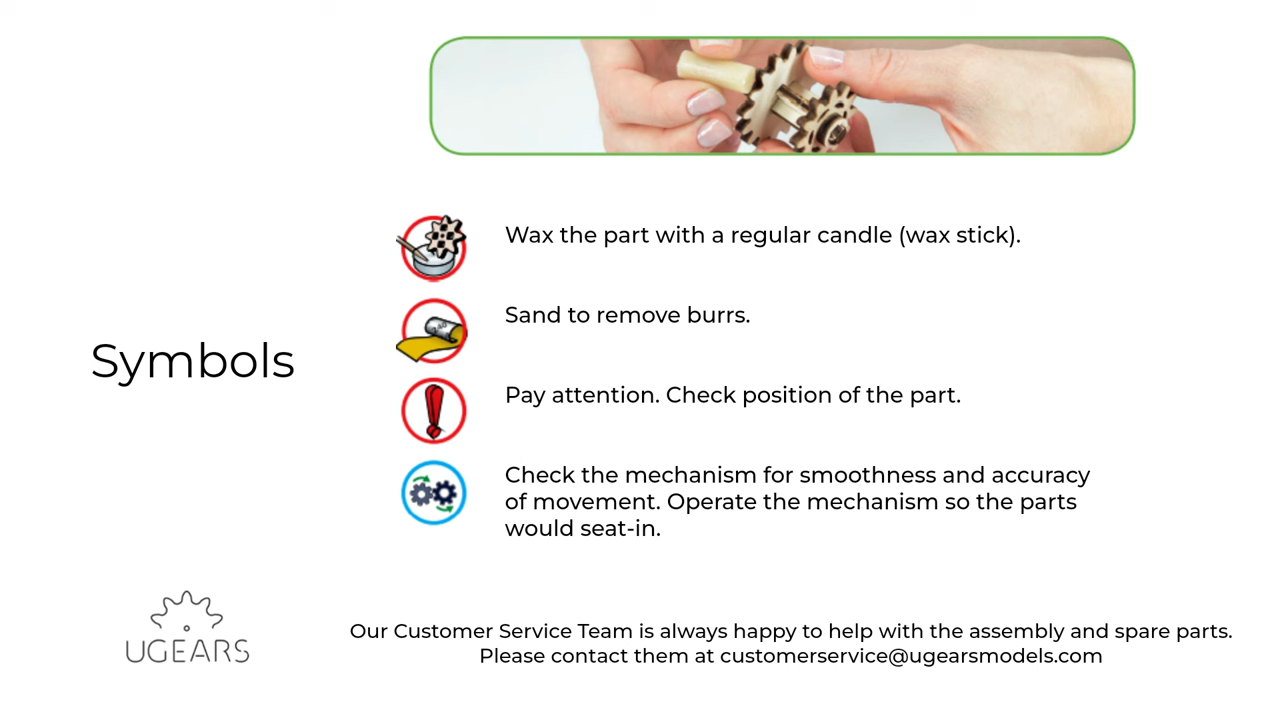 Wax the part with a regular candle (wax stick).
Sand to remove burrs.
Symbols
Pay attention. Check position of the part.
Check the mechanism for smoothness and accuracy
of movement. Operate the mechanism so the parts
would seat-in.
UGEARS
Our Customer Service Team is always happy to help with the assembly and spare parts.
Please contact them at customerservice@ugearsmodels.com